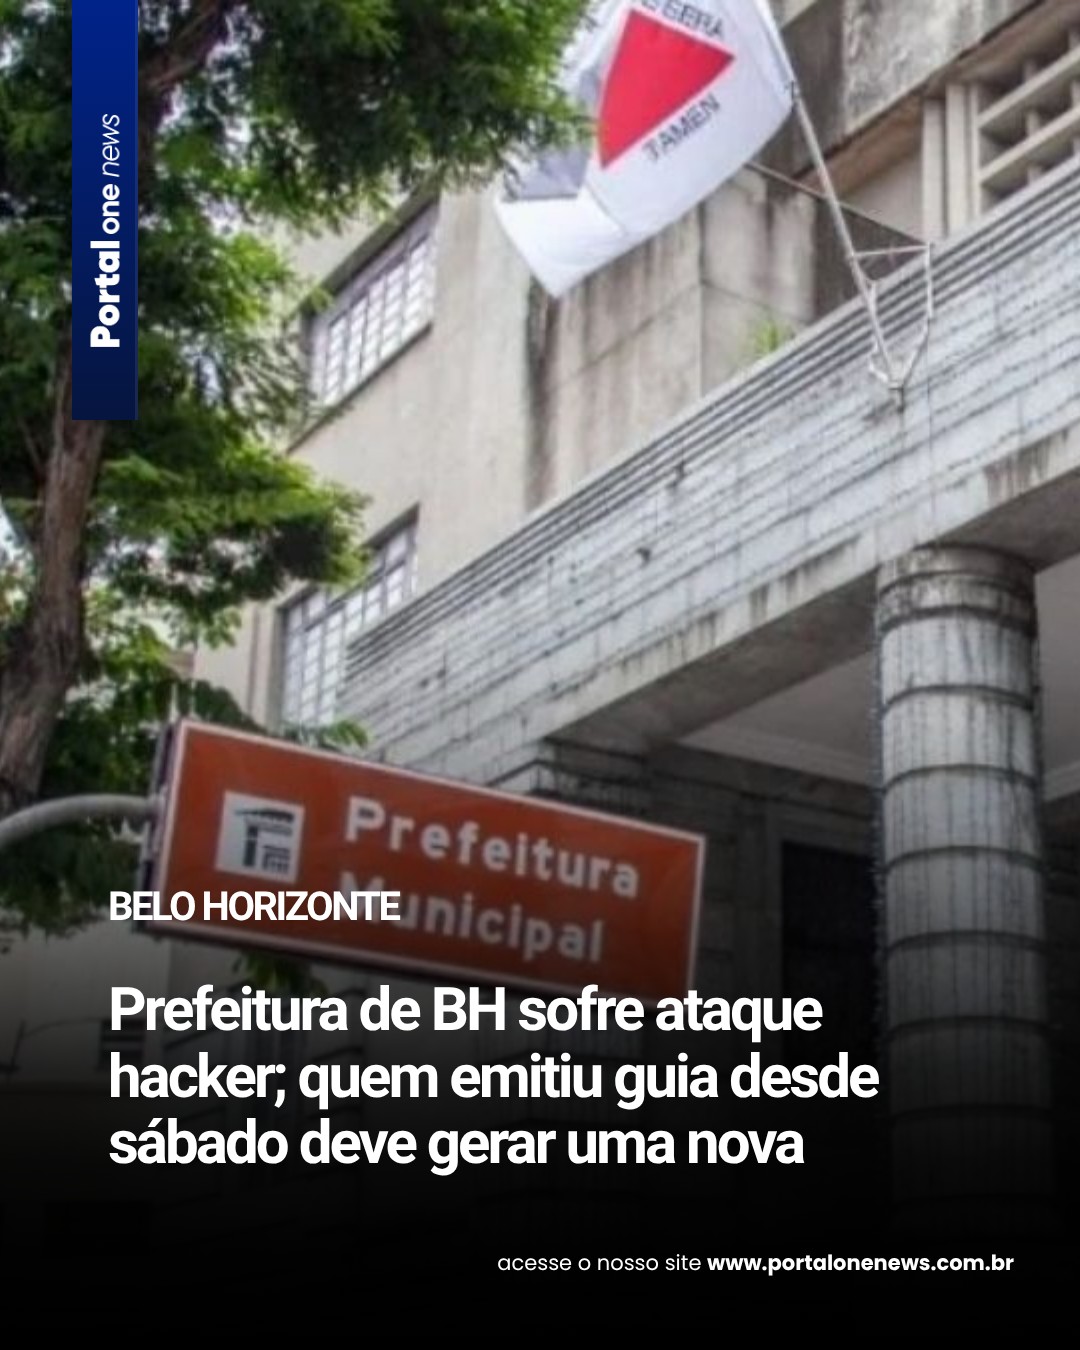 Portal one news
TAMEN
Prefeitura
Municipal
BELO HORIZONTE
Prefeitura de BH sofre ataque
hacker; quem emitiu guia desde
sábado deve gerar uma nova
acesse o nosso site www.portalonenews.com.br